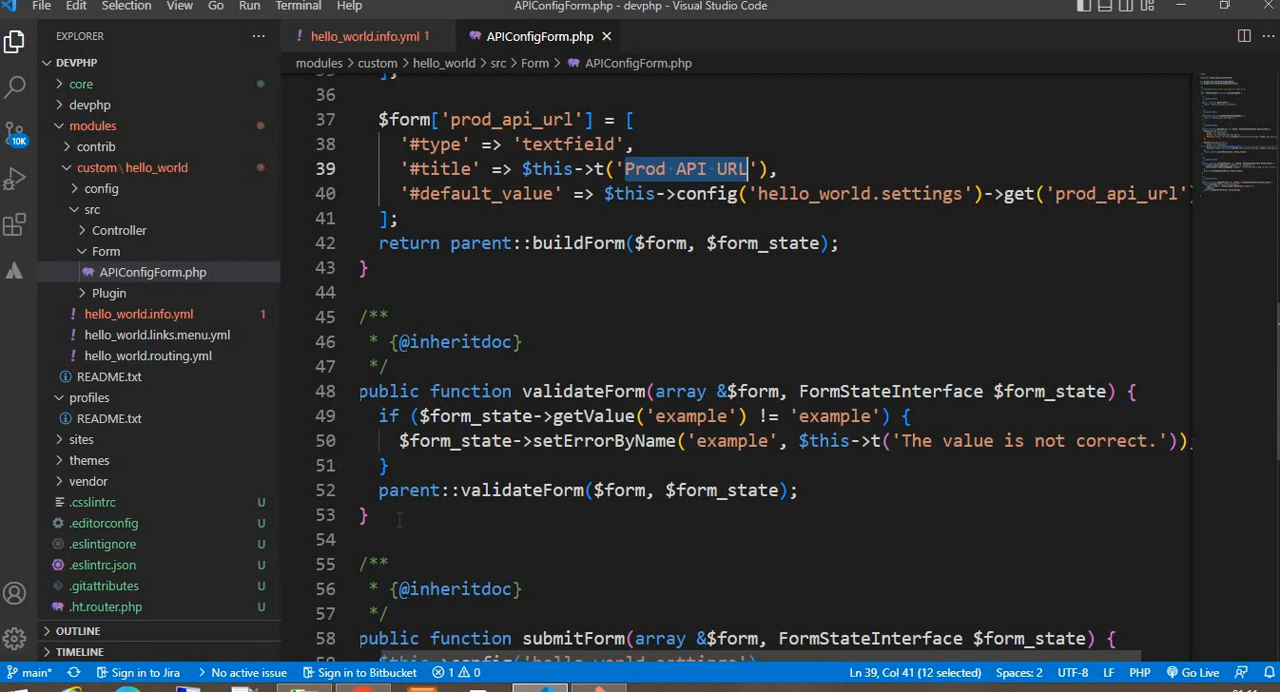 File Edit Selection View Go Run Terminal Help
APIConfigForm.php - devphp - Visual Studio Code
EXPLORER
DEVPHP
core
devphp
modules
contrib
custom\hello_world
config
src
Controller
Form
APIConfigForm.php
Plugin
hello_world.info.yml 1
hello_world.links.menu.yml
hello_world.routing.yml
README.txt
profiles
README.txt
sites
themes
vendor
.csslintrc U
.editorconfig U
.eslintignore U
.eslintrc.json U
.gitattributes U
.ht.router.php U
OUTLINE
TIMELINE
10K
hello_world.info.yml 1
APIConfigForm.php
modules > custom > hello_world > src > Form > APIConfigForm.php
];
36
37 $form['prod_api_url'] = [
38 '#type' => 'textfield',
39 '#title' => $this->t('Prod API URL'),
40 '#default_value' => $this->config('hello_world.settings')->get('prod_api_url'
41 ];
42 return parent::buildForm($form, $form_state);
43 }
44
45 /**
46 * {@inheritdoc}
47 */
48 public function validateForm(array &$form, FormStateInterface $form_state) {
49 if ($form_state->getValue('example') != 'example') {
50 $form_state->setErrorByName('example', $this->t('The value is not correct.'));
51 }
52 parent::validateForm($form, $form_state);
53 }
54
55 /**
56 * {@inheritdoc}
57 */
58 public function submitForm(array &$form, FormStateInterface $form_state) {
main* Sign in to Jira No active issue Sign in to Bitbucket 1 0 Ln 39, Col 41 (12 selected) Spaces: 2 UTF-8 LF PHP Go Live